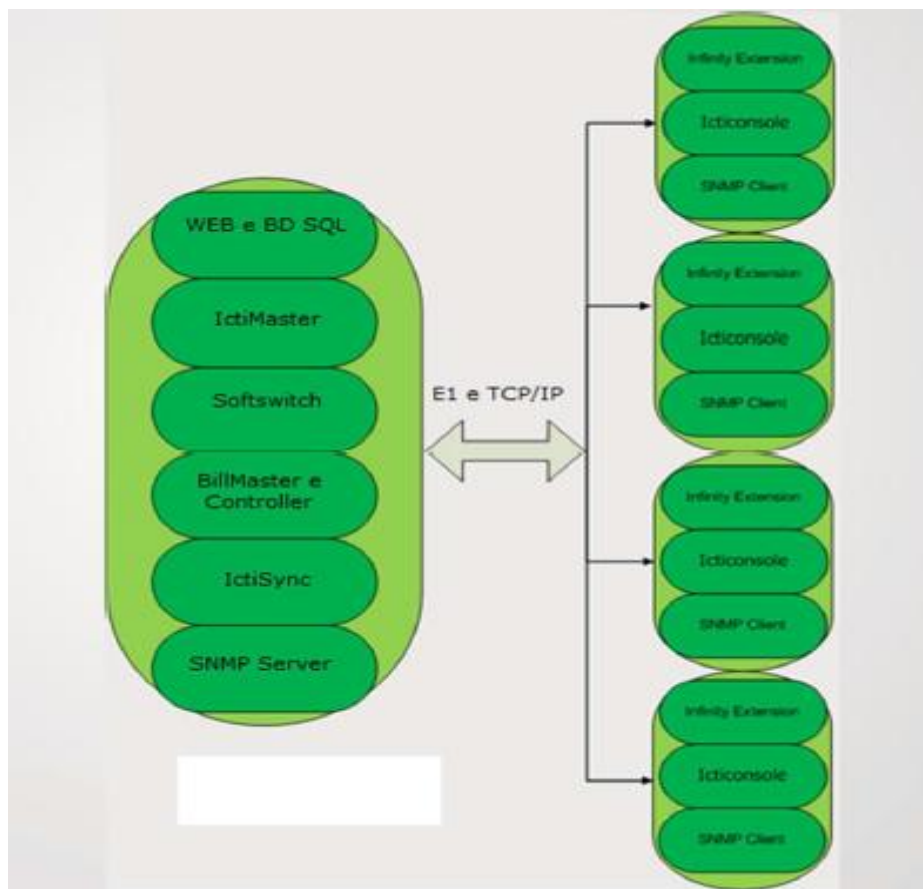 WEB e BD SQL
IctiMaster
Softswitch
BillMaster e
Controller
IctiSync
SNMP Server
E1 e TCP/IP
Infinity Extension
Icticonsole
SNMP Client
Infinity Extension
Icticonsole
SNMP Client
Infinity Extension
Icticonsole
SNMP Client
Infinity Extension
Icticonsole
SNMP Client